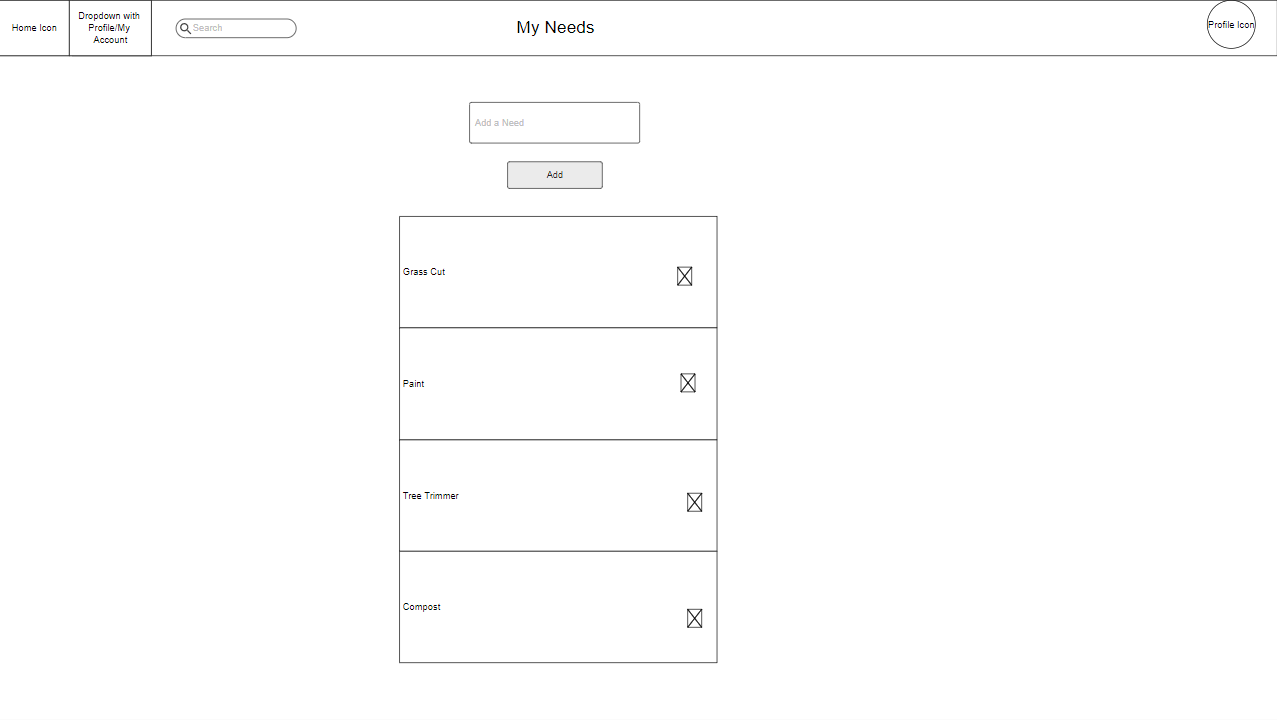 Home Icon
Dropdown with
Profile/My
Account
Search
My Needs
Profile Icon
Add a Need
Add
Grass Cut
Paint
Tree Trimmer
Compost